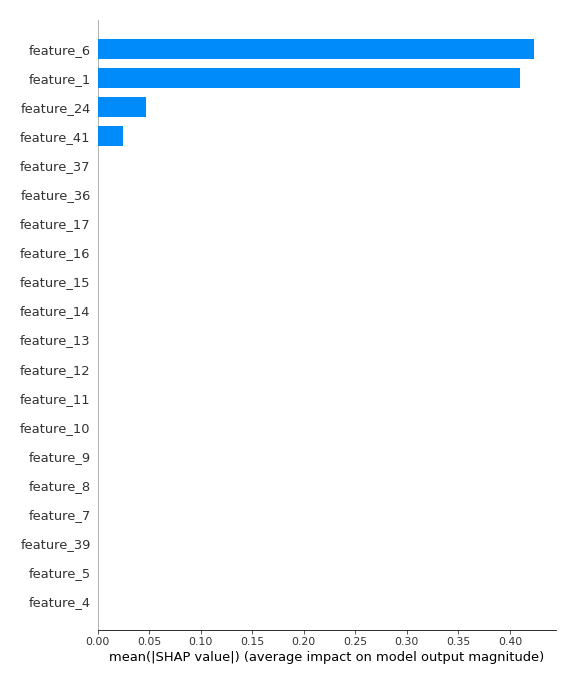 feature_6
feature_1
feature_24
feature_41
feature_37
feature_36
feature_17
feature_16
feature_15
feature_14
feature_13
feature_12
feature_11
feature_10
feature_9
feature_8
feature_7
feature_39
feature_5
feature_4
0.00 0.05 0.10 0.15 0.20 0.25 0.30 0.35 0.40
mean(|SHAP value|) (average impact on model output magnitude)